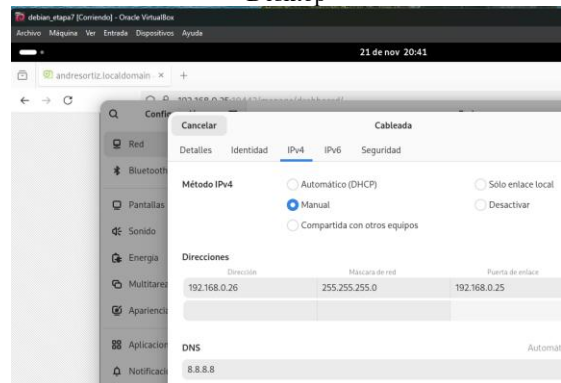 debian_etapa7 [Corriendo] - Oracle VirtualBox
Archivo Máquina Ver Entrada Dispositivos Ayuda
21 de nov 20:41
andresortiz.localdomain × +
Cancelar Cableada
Red
Detalles Identidad IPv4 IPv6 Seguridad
Bluetooth
Método IPv4 Automático (DHCP) Sólo enlace local
Pantallas Manual Desactivar
Sonido Compartida con otros equipos
Energía Direcciones
Dirección Máscara de red Puerta de enlace
192.168.0.26 255.255.255.0 192.168.0.25
DNS
8.8.8.8